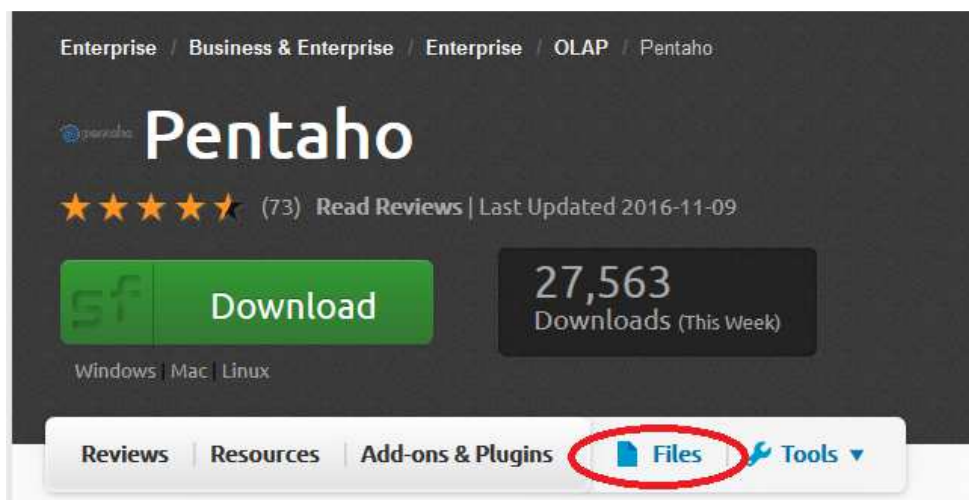 Enterprise / Business & Enterprise / Enterprise / OLAP / Pentaho
pentaho Pentaho
(73) Read Reviews | Last Updated 2016-11-09
sf Download
27,563
Downloads (This Week)
Windows | Mac | Linux
Reviews | Resources | Add-ons & Plugins | Files | Tools ▼